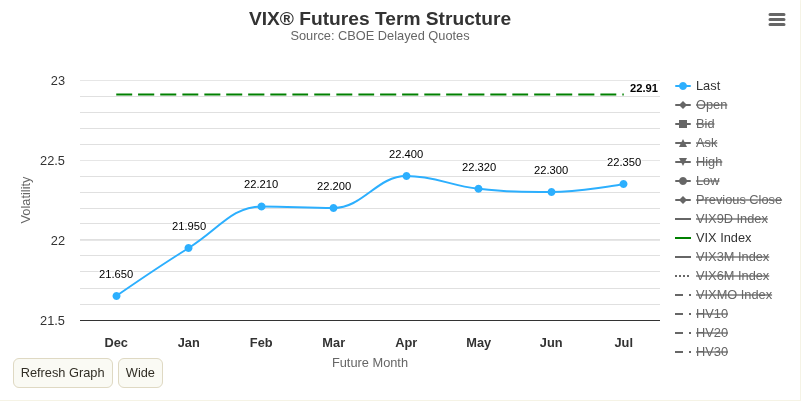 VIX® Futures Term Structure
Source: CBOE Delayed Quotes
23
22.5
22
21.5
Volatility
22.91
21.650
21.950
22.210
22.200
22.400
22.320
22.300
22.350
Dec Jan Feb Mar Apr May Jun Jul
Future Month
Last
Open
Bid
Ask
High
Low
Previous Close
VIX9D Index
VIX Index
VIX3M Index
VIX6M Index
VIXMO Index
HV10
HV20
HV30
Refresh Graph Wide